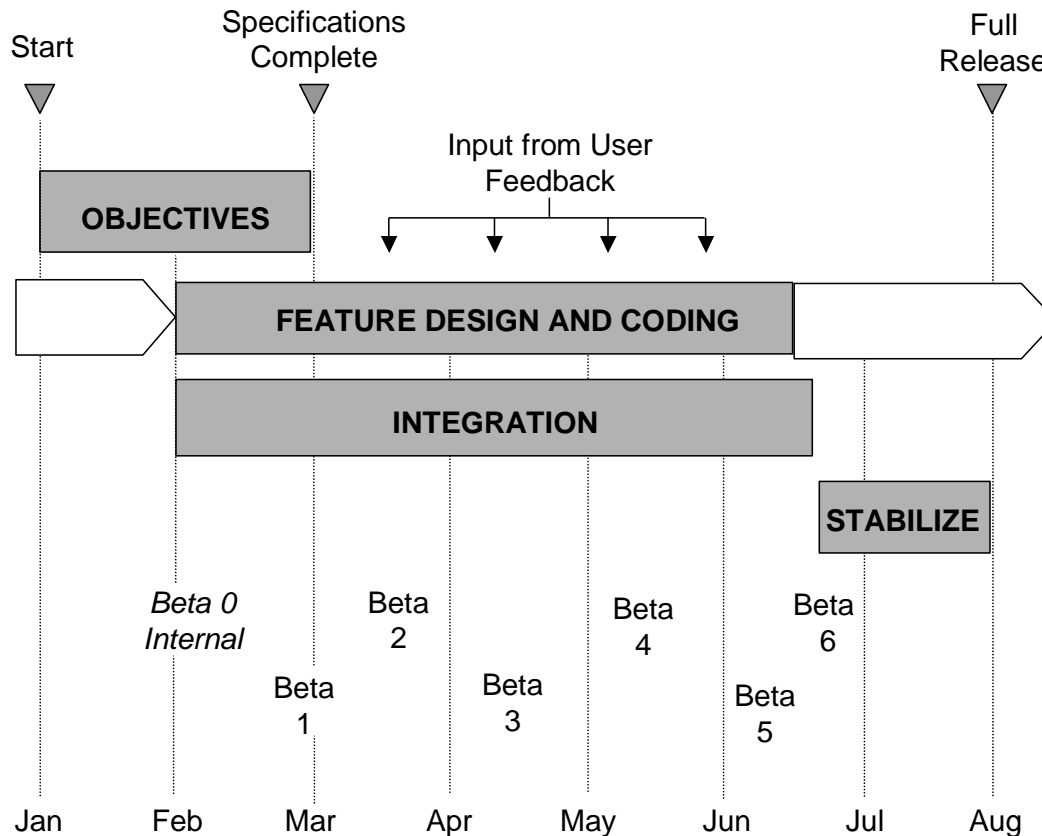 Start
Specifications
Complete
Full
Release
Input from User
Feedback
OBJECTIVES
FEATURE DESIGN AND CODING
INTEGRATION
STABILIZE
Beta 0
Internal
Beta
1
Beta
2
Beta
3
Beta
4
Beta
5
Beta
6
Jan Feb Mar Apr May Jun Jul Aug